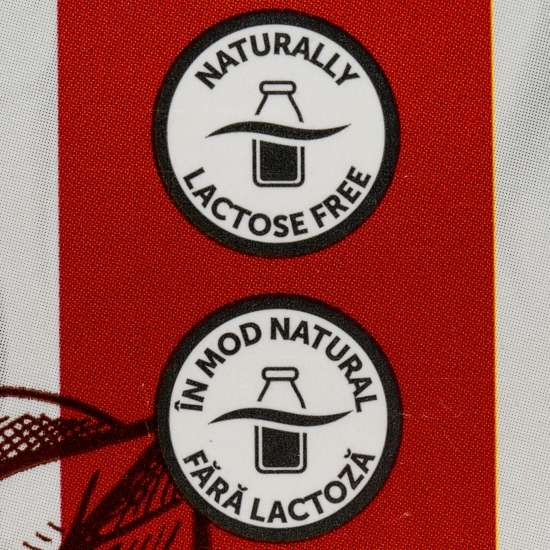 NATURALLY
LACTOSE FREE
ÎN MOD NATURAL
FĂRĂ LACTOZĂ